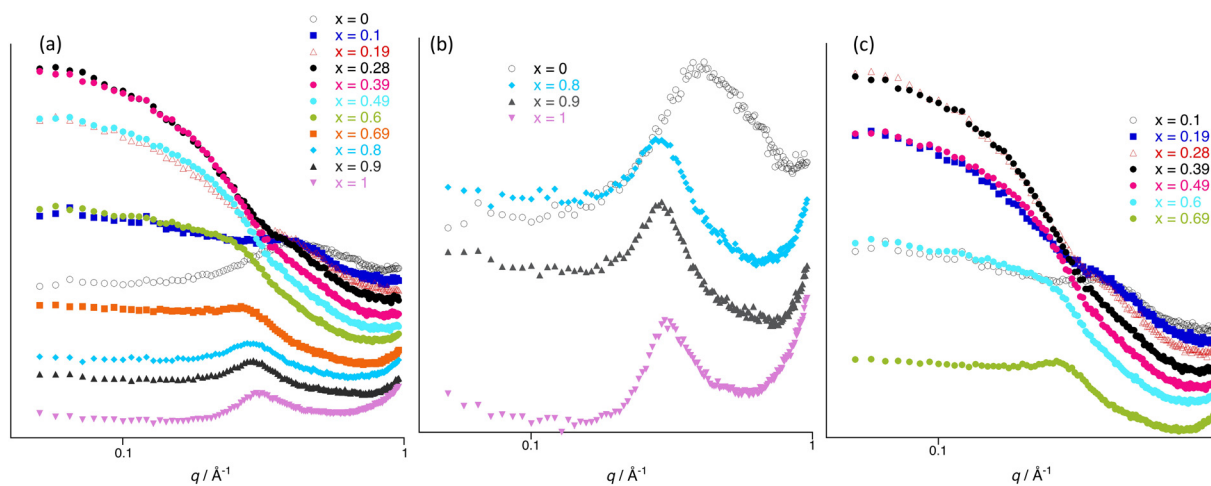 (a)
x = 0
x = 0.1
x = 0.19
x = 0.28
x = 0.39
x = 0.49
x = 0.6
x = 0.69
x = 0.8
x = 0.9
x = 1
0.1
1
q / Å-1
(b)
x = 0
x = 0.8
x = 0.9
x = 1
0.1
1
q / Å-1
(c)
x = 0.1
x = 0.19
x = 0.28
x = 0.39
x = 0.49
x = 0.6
x = 0.69
0.1
q / Å-1